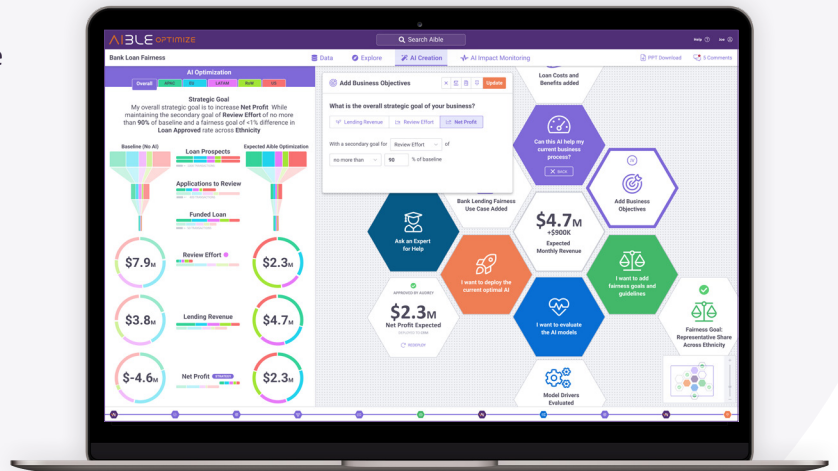 AIBLE OPTIMIZE
Search Aible
Help
Bank Loan Fairness
Data
Explore
AI Creation
AI Impact Monitoring
PPT Download
5 Comments
AI Optimization
Overall
APAC
EU
LATAM
RoW
US
Strategic Goal
My overall strategic goal is to increase Net Profit While
maintaining the secondary goal of Review Effort of no more
than 90% of baseline and a fairness goal of <1% difference in
Loan Approved rate across Ethnicity
Baseline (No AI)
Loan Prospects
Expected Aible Optimization
Applications to Review
Funded Loan
$7.9M
Review Effort
$2.3M
$3.8M
Lending Revenue
$4.7M
$-4.6M
Net Profit
STRATEGY
$2.3M
Add Business Objectives
Update
What is the overall strategic goal of your business?
Lending Revenue
Review Effort
Net Profit
With a secondary goal for
Review Effort
of
no more than
90
% of baseline
Loan Costs and
Benefits added
Can this AI help my
current business
process?
BACK
Add Business
Objectives
Bank Lending Fairness
Use Case Added
Ask an Expert
for Help
$4.7M
+$900K
Expected
Monthly Revenue
I want to deploy the
current optimal AI
I want to add
fairness goals and
guidelines
APPROVED BY AUDREY
$2.3M
Net Profit Expected
REDEPLOY
I want to evaluate
the AI models
Fairness Goal:
Representative Share
Across Ethnicity
Model Drivers
Evaluated